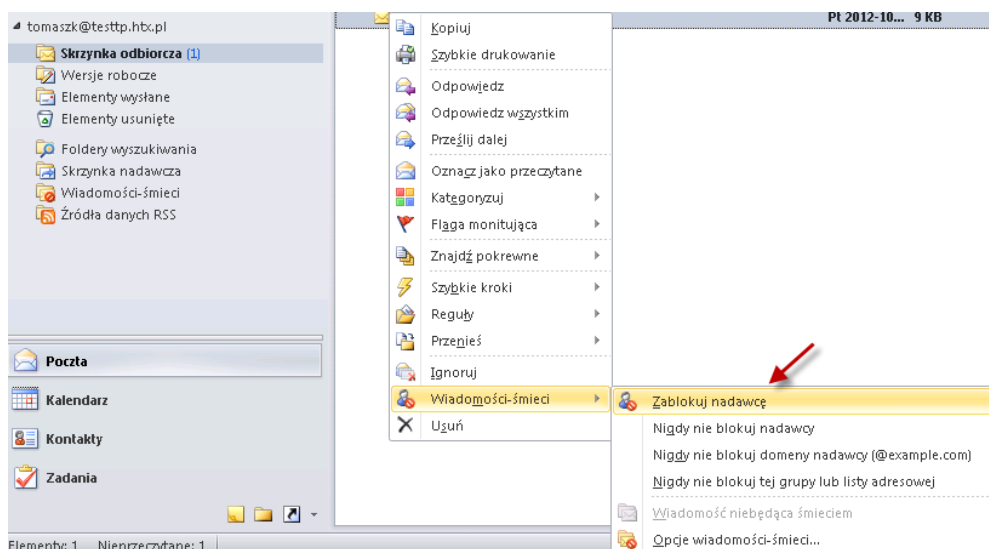 tomaszk@testtp.htx.pl
Skrzynka odbiorcza (1)
Wersje robocze
Elementy wysłane
Elementy usunięte
Foldery wyszukiwania
Skrzynka nadawcza
Wiadomości-śmieci
Źródła danych RSS
Poczta
Kalendarz
Kontakty
Zadania
Elementy: 1 Nieprzeczytane: 1
Pt 2012-10... 9 KB
Kopiuj
Szybkie drukowanie
Odpowiedz
Odpowiedz wszystkim
Prześlij dalej
Oznacz jako przeczytane
Kategoryzuj
Flaga monitująca
Znajdź pokrewne
Szybkie kroki
Reguły
Przenieś
Ignoruj
Wiadomości-śmieci
Usuń
Zablokuj nadawcę
Nigdy nie blokuj nadawcy
Nigdy nie blokuj domeny nadawcy (@example.com)
Nigdy nie blokuj tej grupy lub listy adresowej
Wiadomość niebędąca śmieciem
Opcje wiadomości-śmieci...